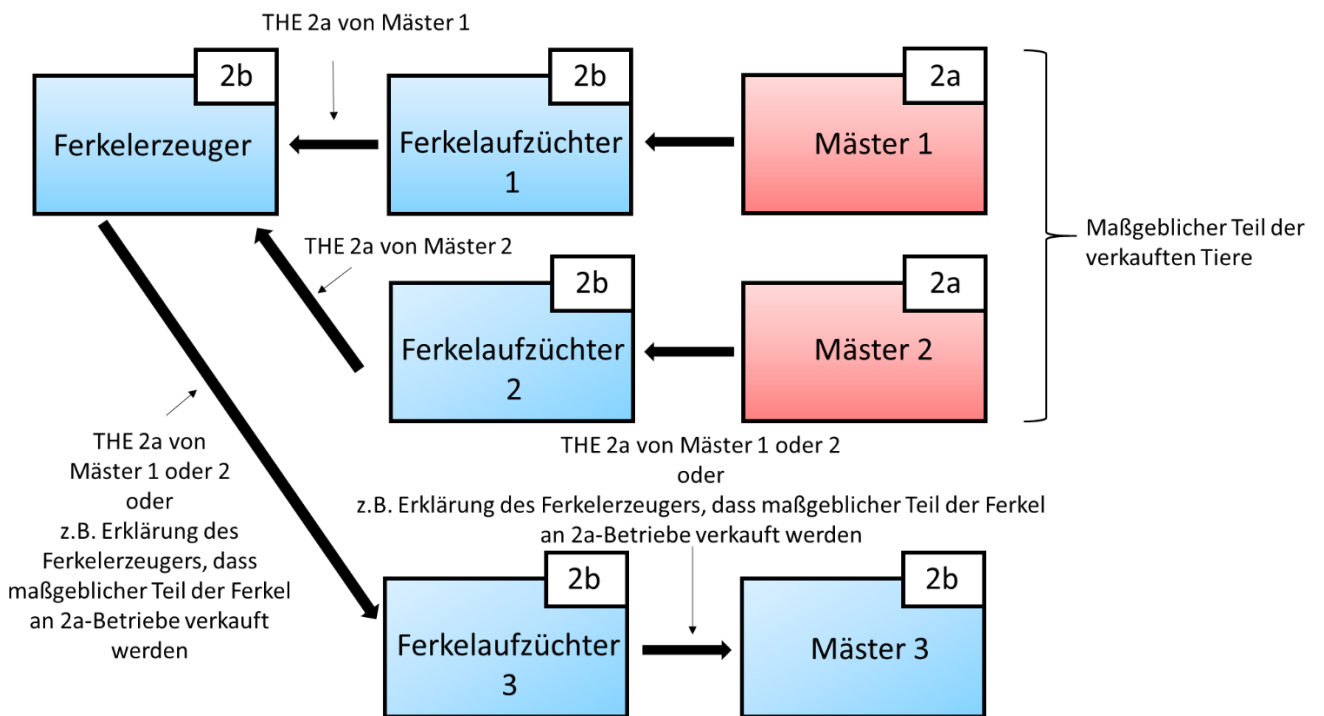 THE 2a von Mäster 1
2b
Ferkelerzeuger
2b
Ferkelaufzüchter
1
2a
Mäster 1
THE 2a von Mäster 2
2b
Ferkelaufzüchter
2
2a
Mäster 2
Maßgeblicher Teil der
verkauften Tiere
THE 2a von
Mäster 1 oder 2
oder
z.B. Erklärung des
Ferkelerzeugers, dass
maßgeblicher Teil der Ferkel
an 2a-Betriebe verkauft
werden
THE 2a von Mäster 1 oder 2
oder
z.B. Erklärung des Ferkelerzeugers, dass maßgeblicher Teil der Ferkel
an 2a-Betriebe verkauft werden
2b
Ferkelaufzüchter
3
2b
Mäster 3